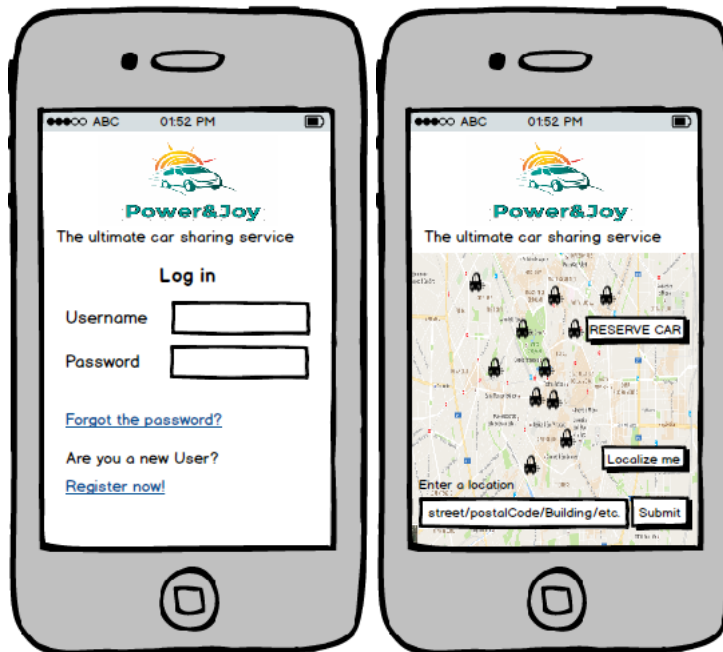 ABC 01:52 PM
Power&Joy
The ultimate car sharing service
Log in
Username
Password
Forgot the password?
Are you a new User?
Register now!
ABC 01:52 PM
Power&Joy
The ultimate car sharing service
RESERVE CAR
Localize me
Enter a location
street/postalCode/Building/etc. Submit